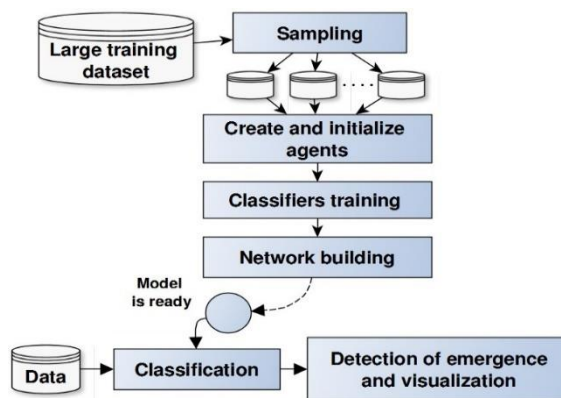 Large training
dataset
Sampling
Create and initialize
agents
Classifiers training
Network building
Model
is ready
Data
Classification
Detection of emergence
and visualization